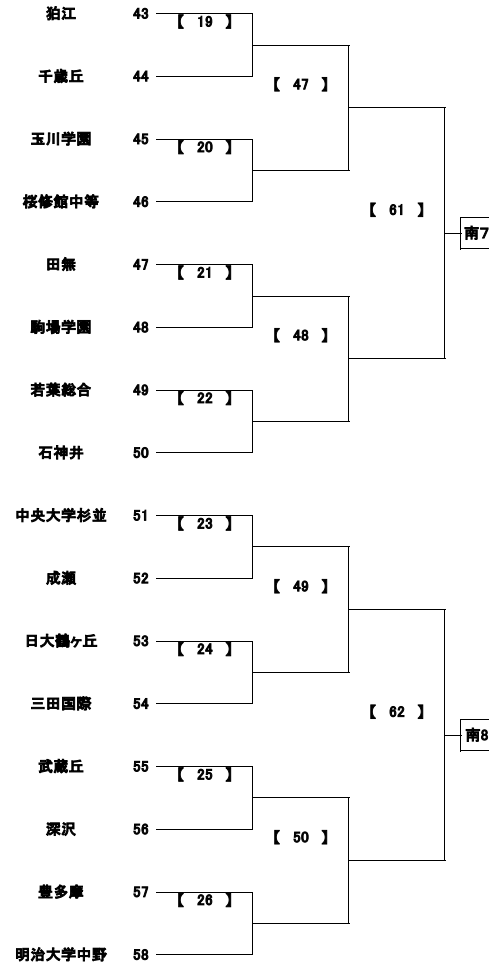 狛江 43
【 19 】
千歳丘 44
【 47 】
玉川学園 45
【 20 】
桜修館中等 46
【 61 】
南7
田無 47
【 21 】
駒場学園 48
【 48 】
若葉総合 49
【 22 】
石神井 50
中央大学杉並 51
【 23 】
成瀬 52
【 49 】
日大鶴ヶ丘 53
【 24 】
三田国際 54
【 62 】
南8
武蔵丘 55
【 25 】
深沢 56
【 50 】
豊多摩 57
【 26 】
明治大学中野 58